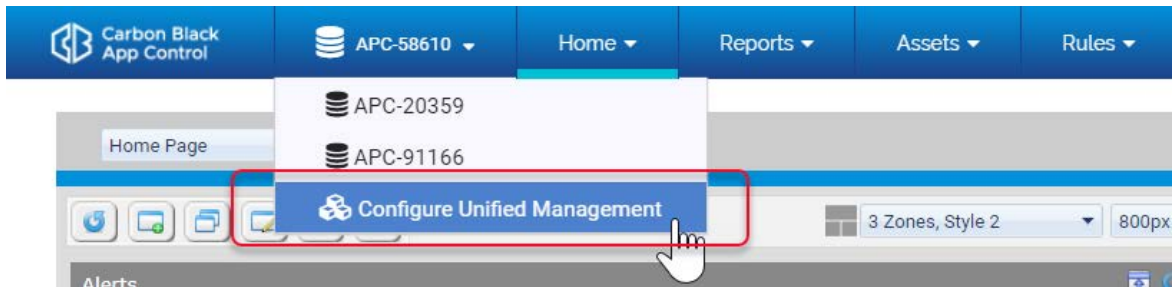 Carbon Black
App Control
APC-58610
Home
Reports
Assets
Rules
APC-20359
APC-91166
Home Page
Configure Unified Management
3 Zones, Style 2
800px
Alerts